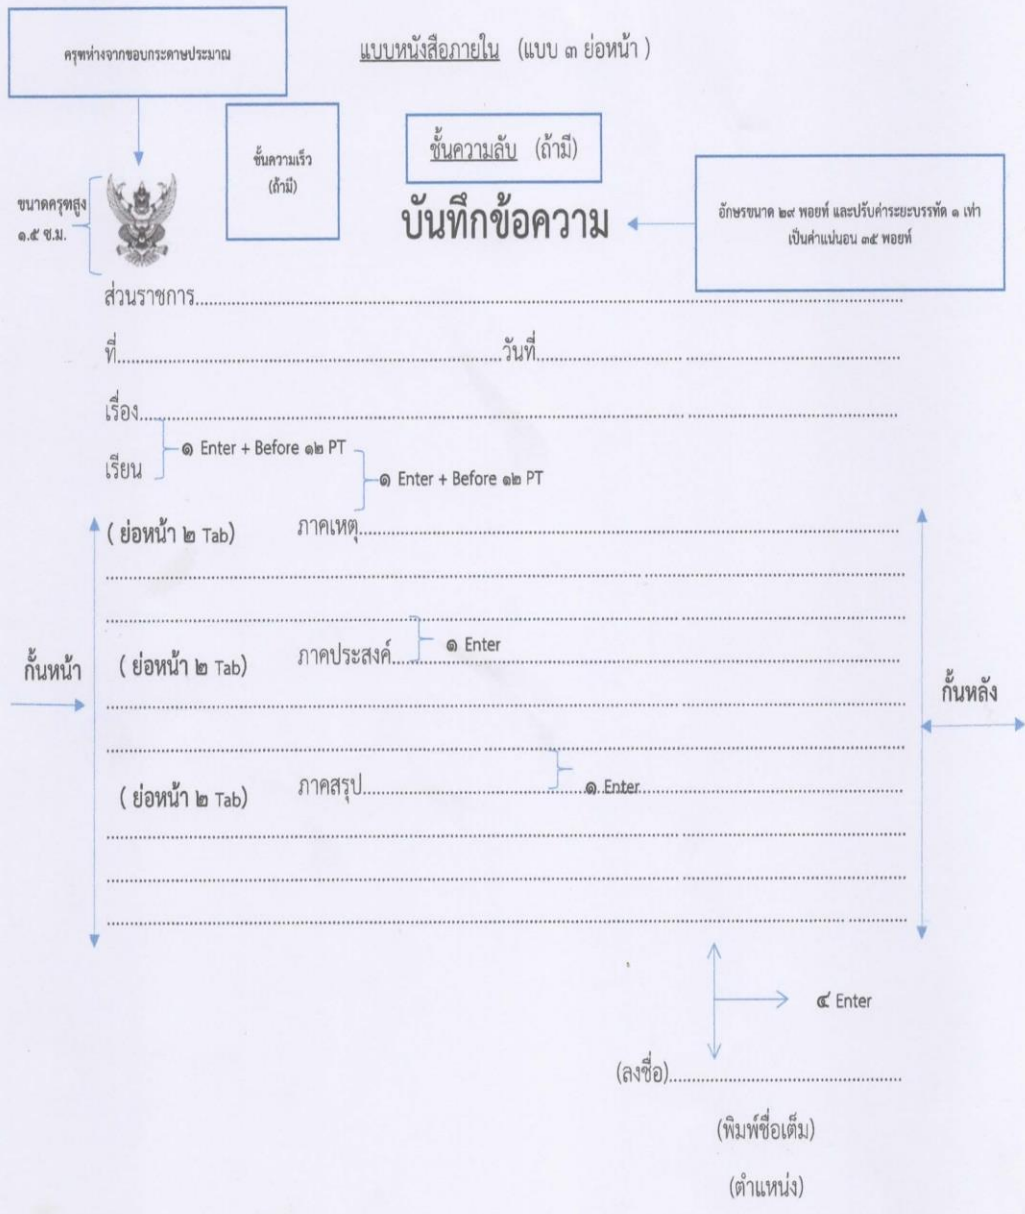 ครุฑห่างจากขอบกระดาษประมาณ
แบบหนังสือภายใน (แบบ ๓ ย่อหน้า )
ชั้นความเร็ว
(ถ้ามี)
ชั้นความลับ (ถ้ามี)
ขนาดครุฑสูง
๑.๕ ซ.ม.
บันทึกข้อความ
อักษรขนาด ๒๙ พอยท์ และปรับค่าระยะบรรทัด ๑ เท่า
เป็นค่าแน่นอน ๓๕ พอยท์
ส่วนราชการ
ที่ วันที่
เรื่อง
๑ Enter + Before ๑๒ PT
เรียน
๑ Enter + Before ๑๒ PT
( ย่อหน้า ๒ Tab) ภาคเหตุ
๑ Enter
กั้นหน้า ( ย่อหน้า ๒ Tab) ภาคประสงค์
กั้นหลัง
( ย่อหน้า ๒ Tab) ภาคสรุป ๑ Enter
๔ Enter
(ลงชื่อ)
(พิมพ์ชื่อเต็ม)
(ตำแหน่ง)